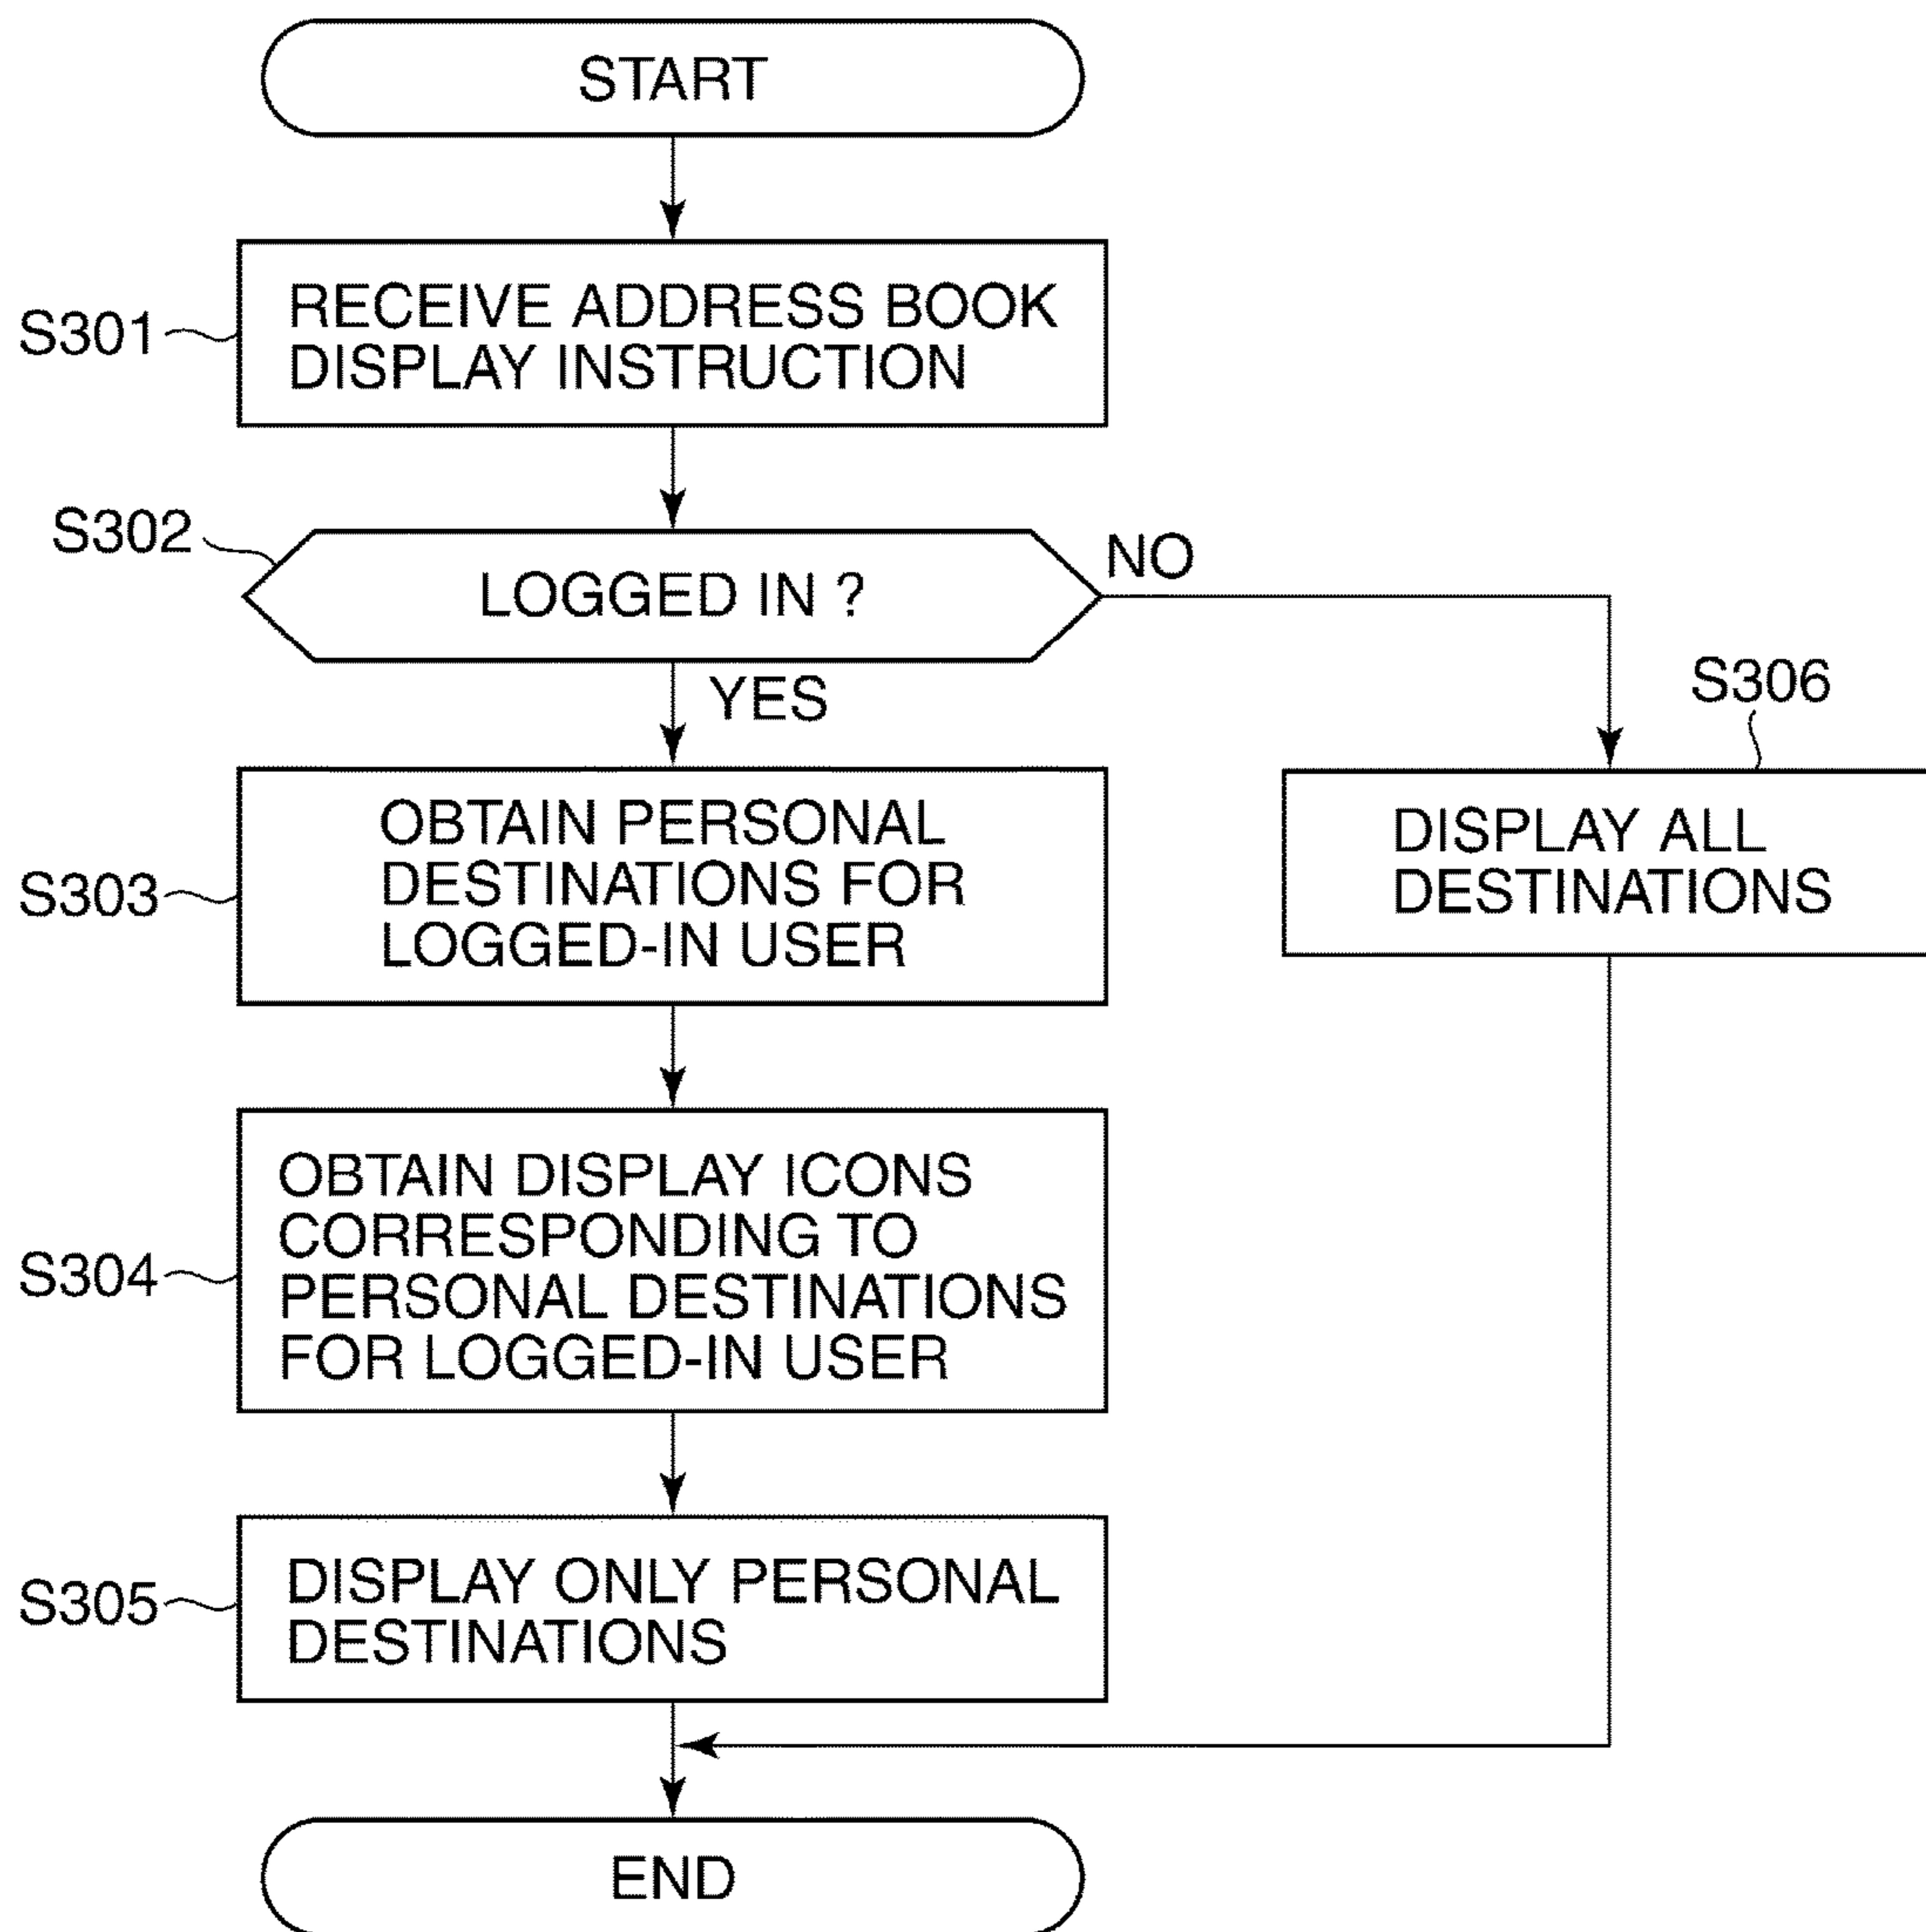 START
S301
RECEIVE ADDRESS BOOK
DISPLAY INSTRUCTION
S302
LOGGED IN ?
NO
YES
S306
S303
OBTAIN PERSONAL
DESTINATIONS FOR
LOGGED-IN USER
DISPLAY ALL
DESTINATIONS
S304
OBTAIN DISPLAY ICONS
CORRESPONDING TO
PERSONAL DESTINATIONS
FOR LOGGED-IN USER
S305
DISPLAY ONLY PERSONAL
DESTINATIONS
END